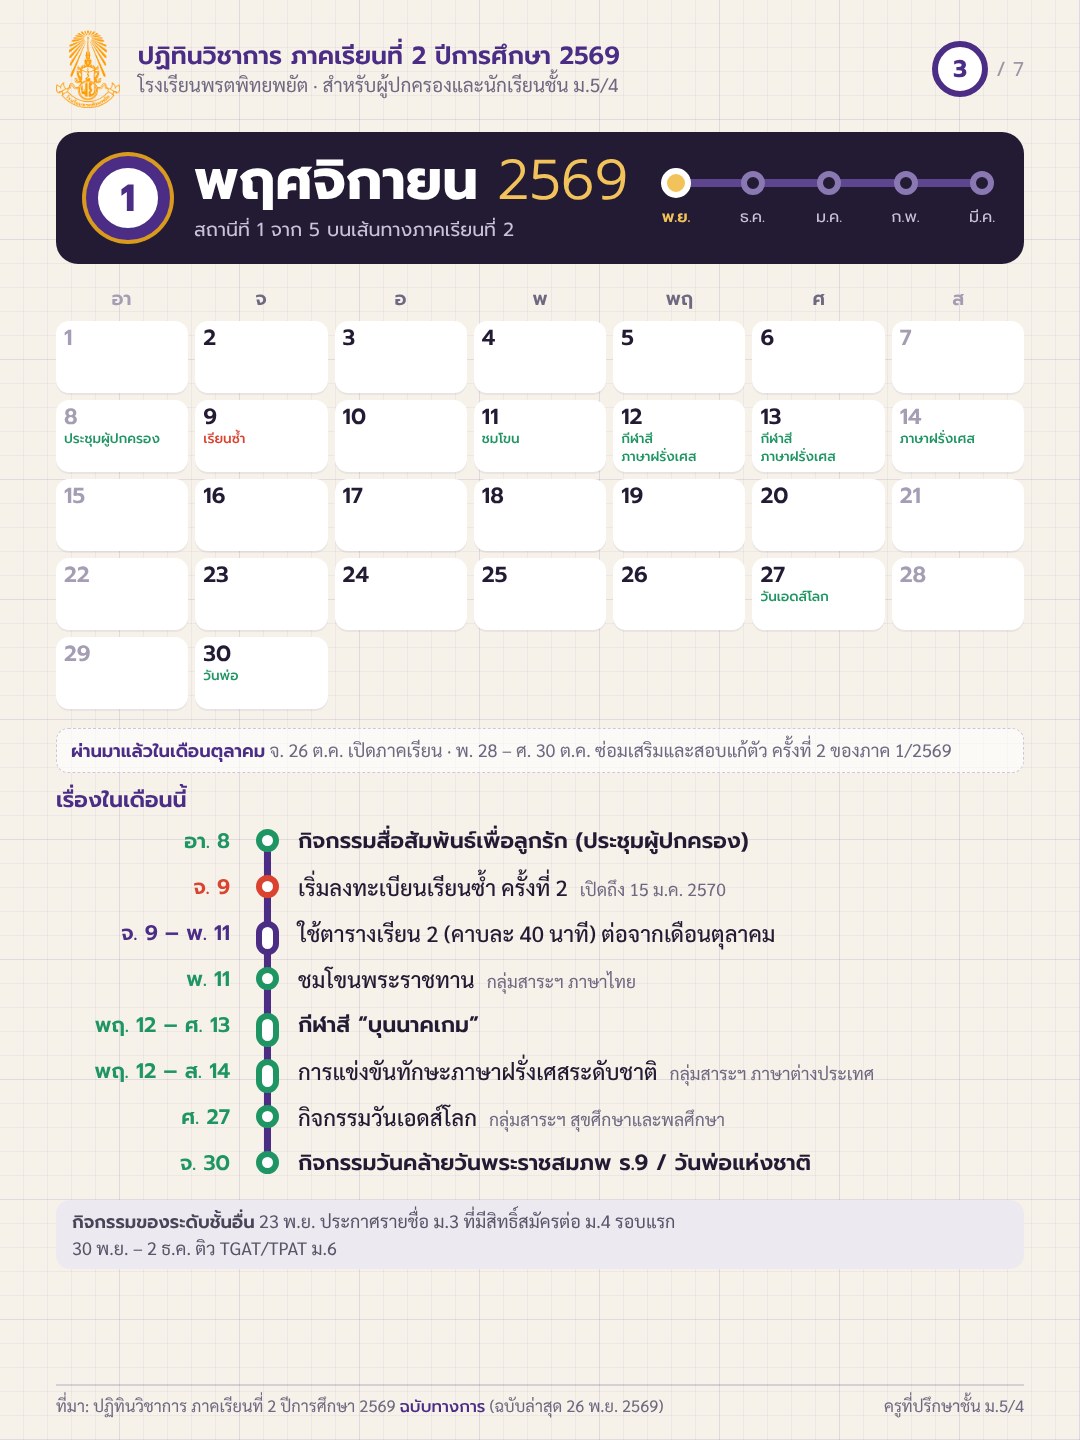 ปฏิทินวิชาการ ภาคเรียนที่ 2 ปีการศึกษา 2569
โรงเรียนพรตพิทยพยัต · สำหรับผู้ปกครองและนักเรียนชั้น ม.5/4
3 / 7
1
พฤศจิกายน 2569
สถานีที่ 1 จาก 5 บนเส้นทางภาคเรียนที่ 2
พ.ย. ธ.ค. ม.ค. ก.พ. มี.ค.
อา จ อ พ พฤ ศ ส
1 2 3 4 5 6 7
8 9 10 11 12 13 14
ประชุมผู้ปกครอง เรียนซ้ำ ชมโขน กีฬาสี กีฬาสี ภาษาฝรั่งเศส
ภาษาฝรั่งเศส ภาษาฝรั่งเศส
15 16 17 18 19 20 21
22 23 24 25 26 27 28
วันเอดส์โลก
29 30
วันพ่อ
ผ่านมาแล้วในเดือนตุลาคม จ. 26 ต.ค. เปิดภาคเรียน · พ. 28 – ศ. 30 ต.ค. ซ่อมเสริมและสอบแก้ตัว ครั้งที่ 2 ของภาค 1/2569
เรื่องในเดือนนี้
อา. 8 กิจกรรมสื่อสัมพันธ์เพื่อลูกรัก (ประชุมผู้ปกครอง)
จ. 9 เริ่มลงทะเบียนเรียนซ้ำ ครั้งที่ 2 เปิดถึง 15 ม.ค. 2570
จ. 9 – พ. 11 ใช้ตารางเรียน 2 (คาบละ 40 นาที) ต่อจากเดือนตุลาคม
พ. 11 ชมโขนพระราชทาน กลุ่มสาระฯ ภาษาไทย
พฤ. 12 – ศ. 13 กีฬาสี “บุนนาคเกม”
พฤ. 12 – ส. 14 การแข่งขันทักษะภาษาฝรั่งเศสระดับชาติ กลุ่มสาระฯ ภาษาต่างประเทศ
ศ. 27 กิจกรรมวันเอดส์โลก กลุ่มสาระฯ สุขศึกษาและพลศึกษา
จ. 30 กิจกรรมวันคล้ายวันพระราชสมภพ ร.9 / วันพ่อแห่งชาติ
กิจกรรมของระดับชั้นอื่น 23 พ.ย. ประกาศรายชื่อ ม.3 ที่มีสิทธิ์สมัครต่อ ม.4 รอบแรก
30 พ.ย. – 2 ธ.ค. ติว TGAT/TPAT ม.6
ที่มา: ปฏิทินวิชาการ ภาคเรียนที่ 2 ปีการศึกษา 2569 ฉบับทางการ (ฉบับล่าสุด 26 พ.ย. 2569)
ครูที่ปรึกษาชั้น ม.5/4